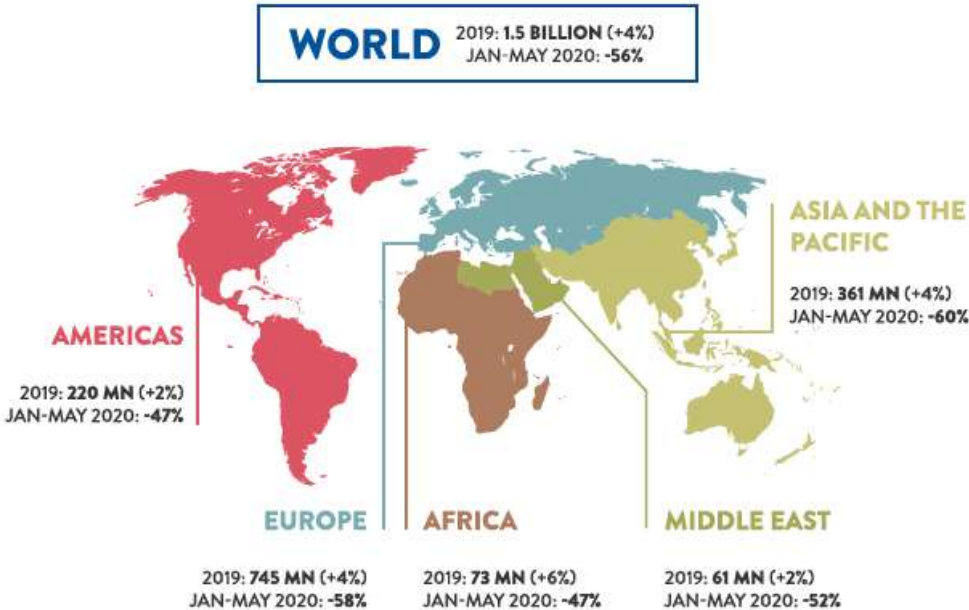 WORLD
2019: 1.5 BILLION (+4%)
JAN-MAY 2020: -56%
ASIA AND THE
PACIFIC
2019: 361 MN (+4%)
JAN-MAY 2020: -60%
AMERICAS
2019: 220 MN (+2%)
JAN-MAY 2020: -47%
EUROPE
2019: 745 MN (+4%)
JAN-MAY 2020: -58%
AFRICA
2019: 73 MN (+6%)
JAN-MAY 2020: -47%
MIDDLE EAST
2019: 61 MN (+2%)
JAN-MAY 2020: -52%